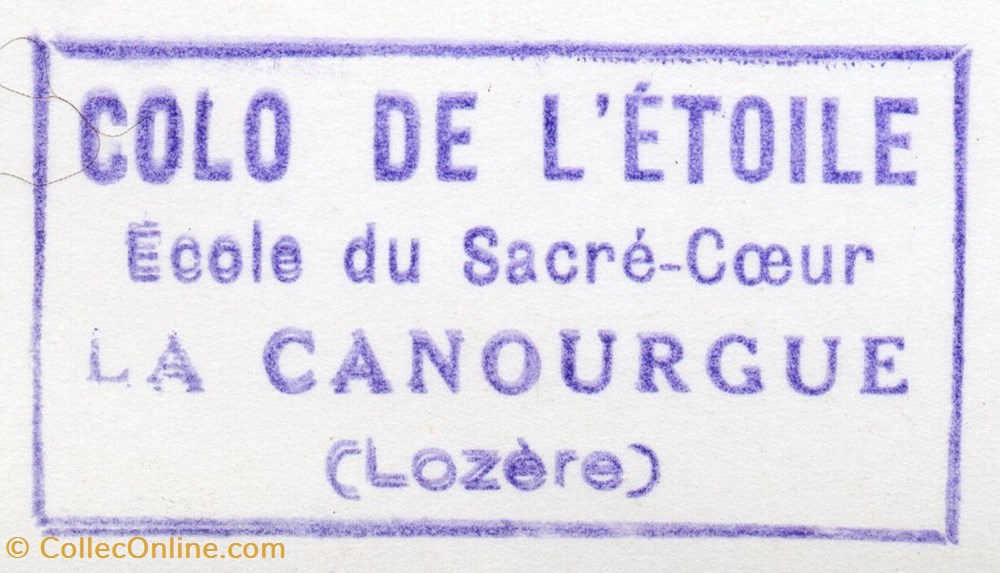 COLO DE L'ÉTOILE
École du Sacré-Cœur
LA CANOURGUE
(Lozère)
© CollecOnline.com